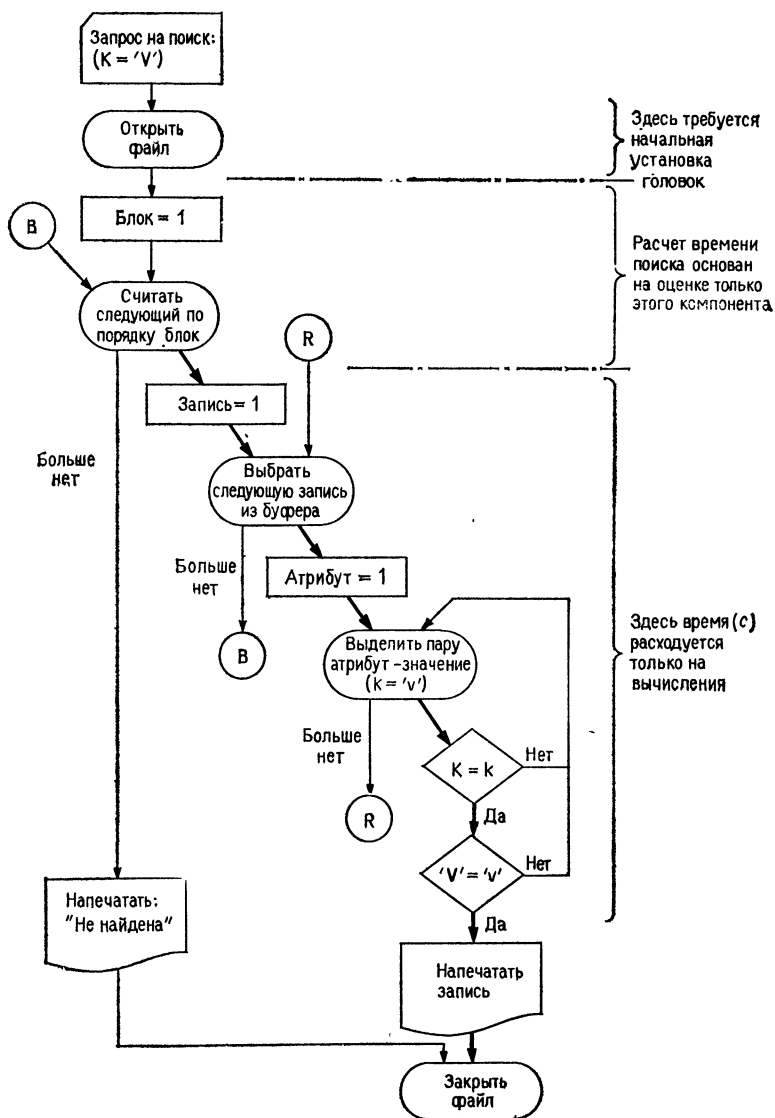 Запрос на поиск:
(K = 'V')
Открыть
файл
Здесь требуется
начальная
установка
головок
Блок = 1
B
Расчет времени
поиска основан
на оценке только
этого компонента
Считать
следующий по
порядку блок
R
Запись = 1
Больше
нет
Выбрать
следующую запись
из буфера
Больше
нет
Атрибут = 1
B
Выделить пару
атрибут-значение
(k = 'v')
Здесь время (c)
расходуется
только на
вычисления
Больше
нет
K = k
Нет
R
Да
'V' = 'v'
Нет
Да
Напечатать:
"Не найдена"
Напечатать
запись
Закрыть
файл